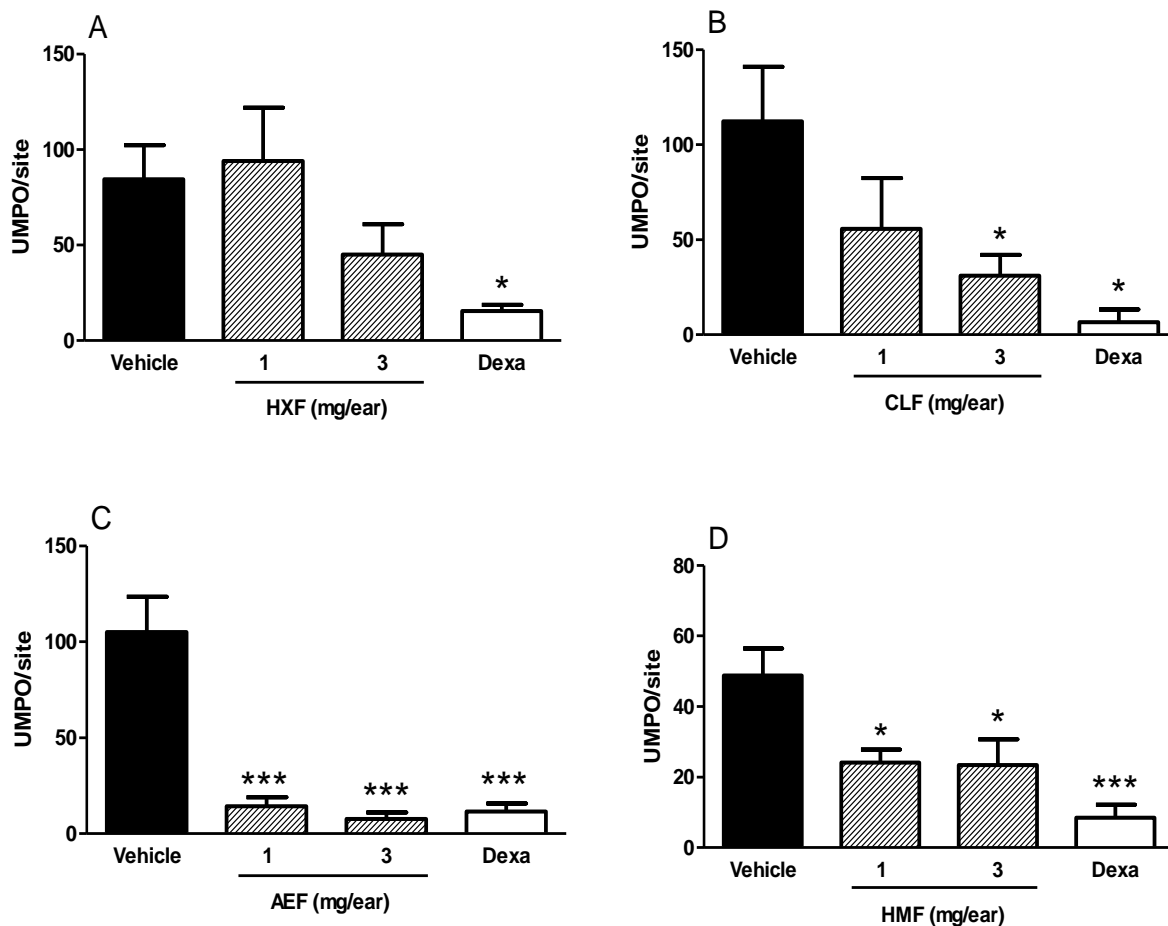 A
150
100
50
0
UMPO/site
*
Vehicle 1 3 Dexa
HXF (mg/ear)
B
150
100
50
0
UMPO/site
*
*
Vehicle 1 3 Dexa
CLF (mg/ear)
C
150
100
50
0
UMPO/site
*** *** ***
Vehicle 1 3 Dexa
AEF (mg/ear)
D
80
60
40
20
0
UMPO/site
* *
***
Vehicle 1 3 Dexa
HMF (mg/ear)